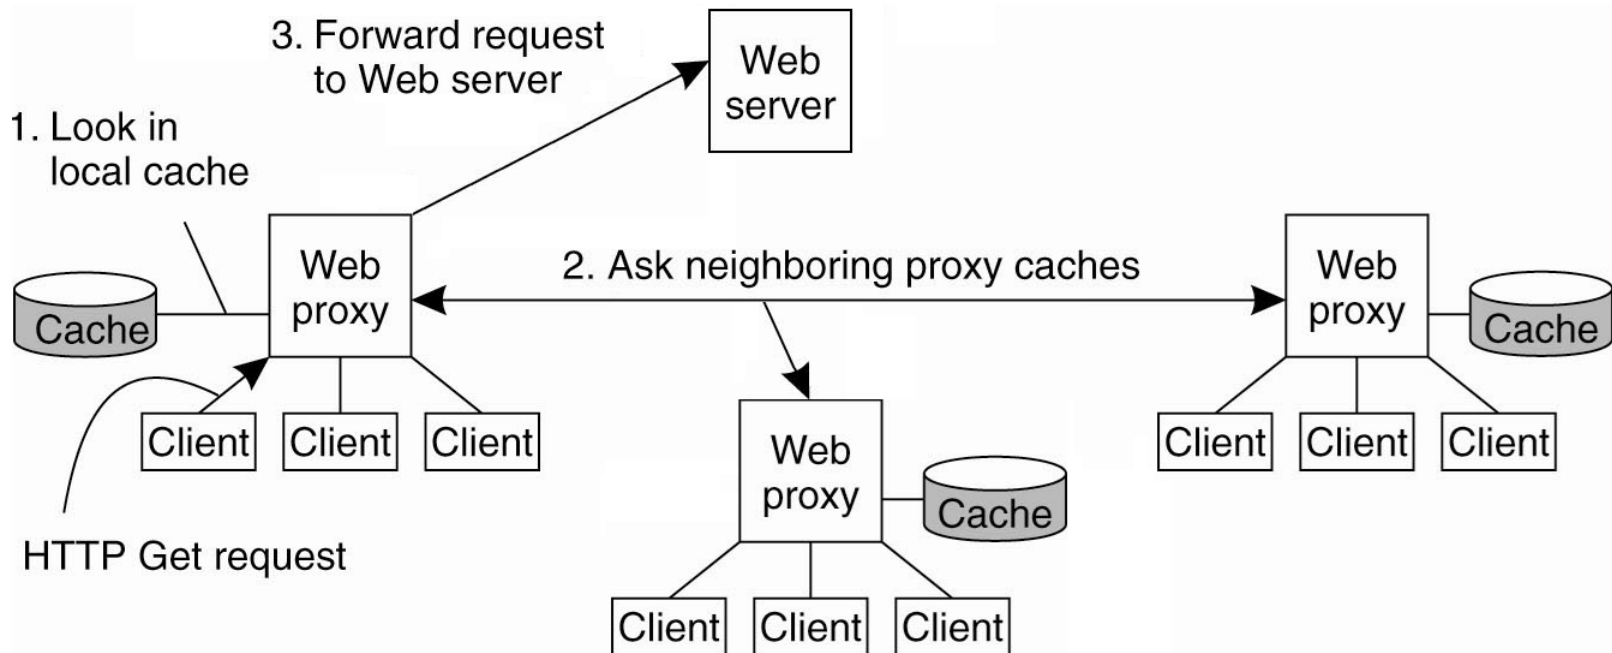 3. Forward request
to Web server
Web
server
1. Look in
local cache
Web
proxy
Cache
2. Ask neighboring proxy caches
Web
proxy
Cache
Client
Client
Client
Client
Client
Client
Web
proxy
Cache
HTTP Get request
Client
Client
Client